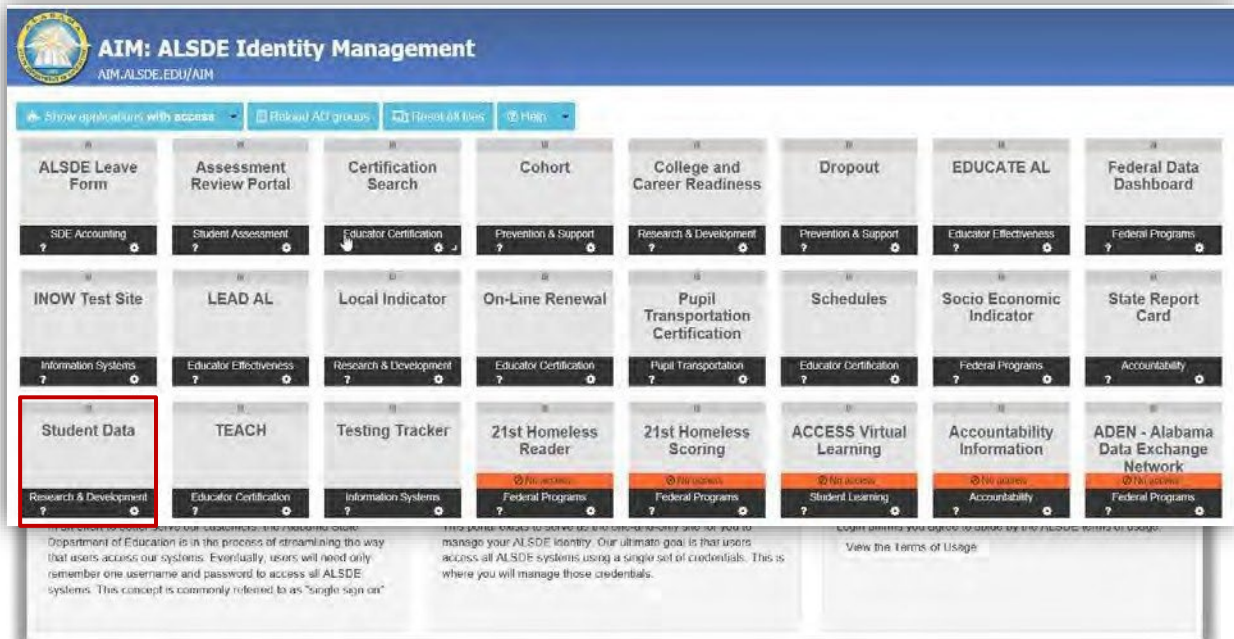 AIM: ALSDE Identity Management
AIM.ALSDE.EDU/AIM
Show applications with access
Reload AD groups
Reset all tiles
Help
ALSDE Leave
Form
SDE Accounting
?
Assessment
Review Portal
Student Assessment
?
Certification
Search
Educator Certification
Cohort
Prevention & Support
?
College and
Career Readiness
Research & Development
?
Dropout
Prevention & Support
?
EDUCATE AL
Educator Effectiveness
?
Federal Data
Dashboard
Federal Programs
?
INOW Test Site
Information Systems
?
LEAD AL
Educator Effectiveness
?
Local Indicator
Research & Development
?
On-Line Renewal
Educator Certification
?
Pupil
Transportation
Certification
Pupil Transportation
?
Schedules
Educator Certification
?
Socio Economic
Indicator
Federal Programs
?
State Report
Card
Accountability
?
Student Data
Research & Development
?
TEACH
Educator Certification
?
Testing Tracker
Information Systems
?
21st Homeless
Reader
No access
Federal Programs
?
21st Homeless
Scoring
No access
Federal Programs
?
ACCESS Virtual
Learning
No access
Student Learning
?
Accountability
Information
No access
Accountability
?
ADEN - Alabama
Data Exchange
Network
No access
Federal Programs
?
Department of Education is in the process of streamlining the way
that users access our systems. Eventually, users will need only
remember one username and password to access all ALSDE
systems. This concept is commonly referred to as "single sign on"
manage your ALSDE identity. Our ultimate goal is that users
access all ALSDE systems using a single set of credentials. This is
where you will manage those credentials.
View the Terms of Usage